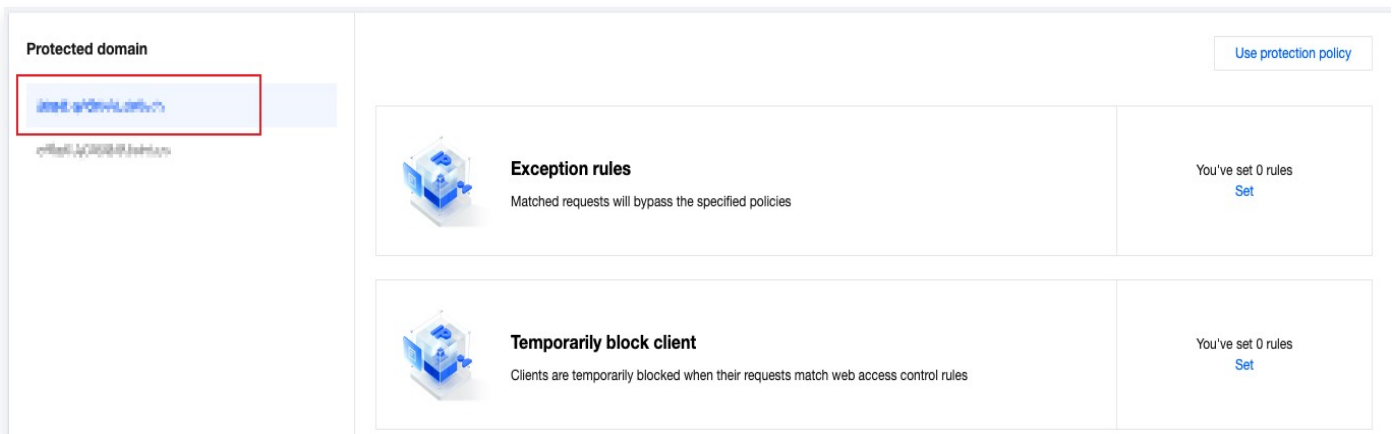 Protected domain
Use protection policy
Exception rules
Matched requests will bypass the specified policies
You've set 0 rules
Set
Temporarily block client
Clients are temporarily blocked when their requests match web access control rules
You've set 0 rules
Set